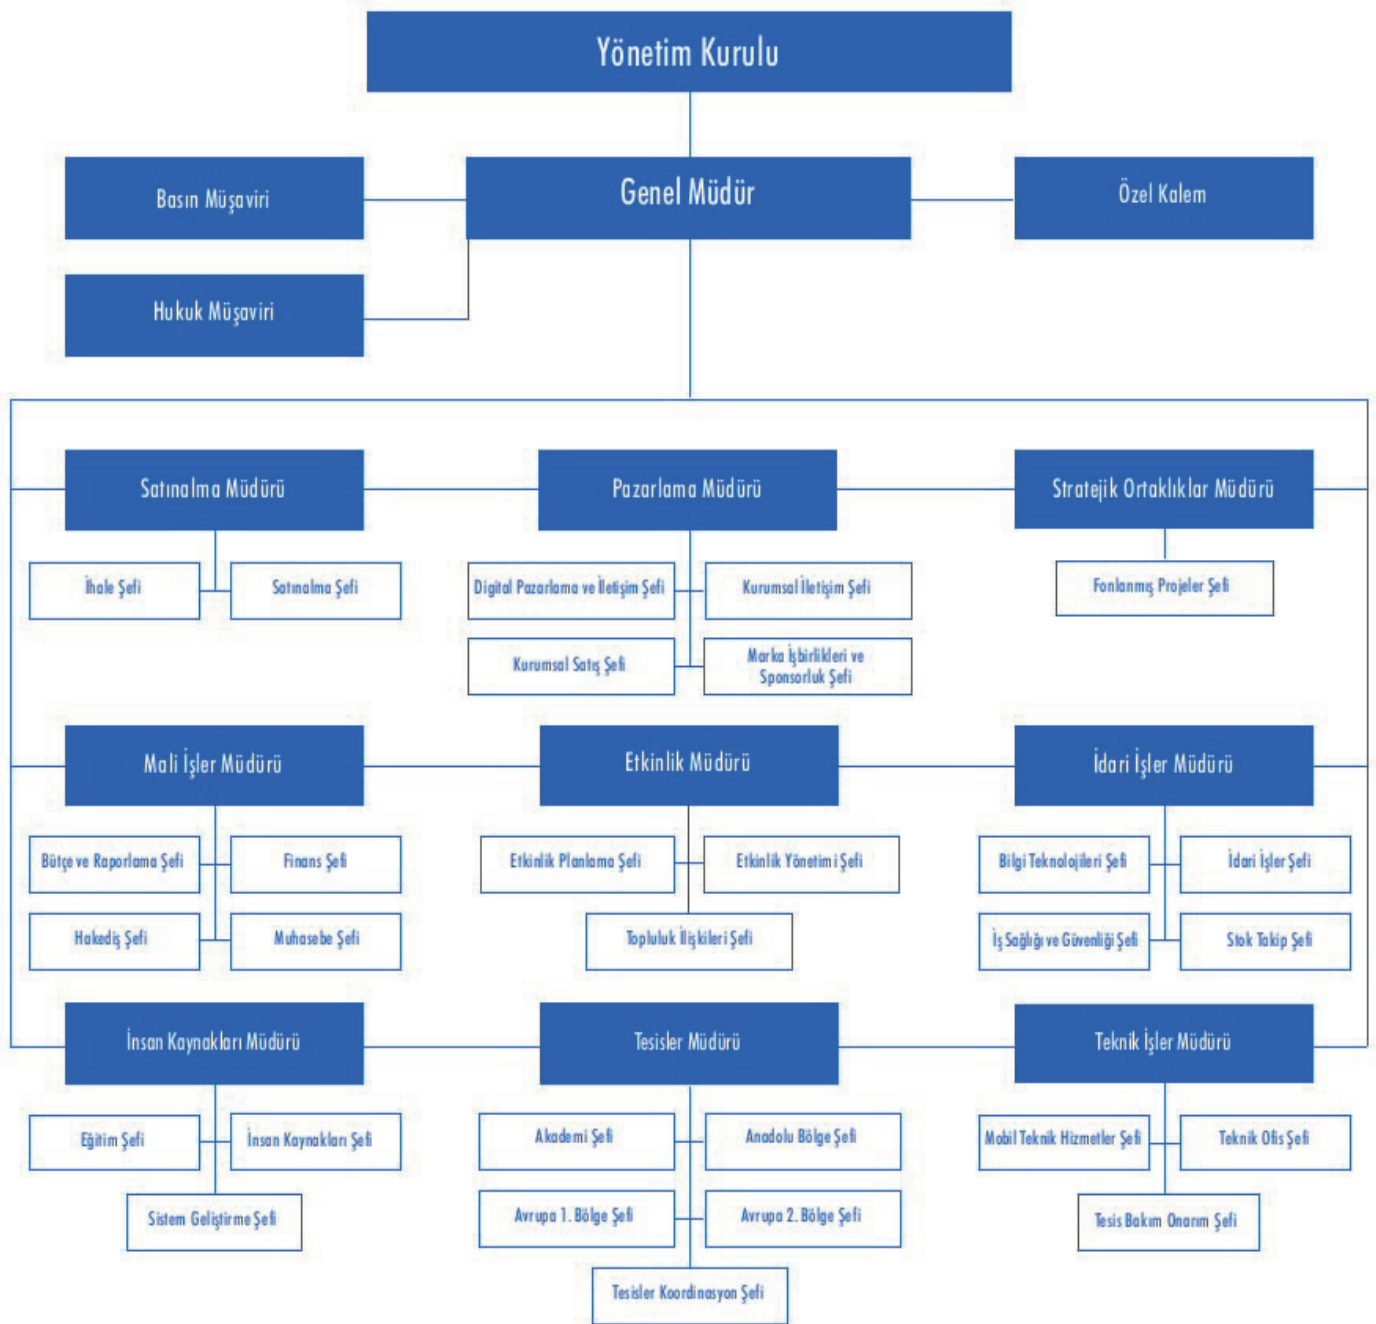 Yönetim Kurulu
Basın Müşaviri
Genel Müdür
Özel Kalem
Hukuk Müşaviri
Satınalma Müdürü
Pazarlama Müdürü
Stratejik Ortaklıklar Müdürü
İhale Şefi
Satınalma Şefi
Digital Pazarlama ve İletişim Şefi
Kurumsal İletişim Şefi
Fonlanmış Projeler Şefi
Kurumsal Satış Şefi
Marka İşbirlikleri ve
Sponsorluk Şefi
Mali İşler Müdürü
Etkinlik Müdürü
İdari İşler Müdürü
Bütçe ve Raporlama Şefi
Finans Şefi
Etkinlik Planlama Şefi
Etkinlik Yönetimi Şefi
Bilgi Teknolojileri Şefi
İdari İşler Şefi
Hakediş Şefi
Muhasebe Şefi
Topluluk İlişkileri Şefi
İş Sağlığı ve Güvenliği Şefi
Stok Takip Şefi
İnsan Kaynakları Müdürü
Tesisler Müdürü
Teknik İşler Müdürü
Eğitim Şefi
İnsan Kaynakları Şefi
Akademi Şefi
Anadolu Bölge Şefi
Mobil Teknik Hizmetler Şefi
Teknik Ofis Şefi
Sistem Geliştirme Şefi
Avrupa 1. Bölge Şefi
Avrupa 2. Bölge Şefi
Tesis Bakım Onarım Şefi
Tesisler Koordinasyon Şefi